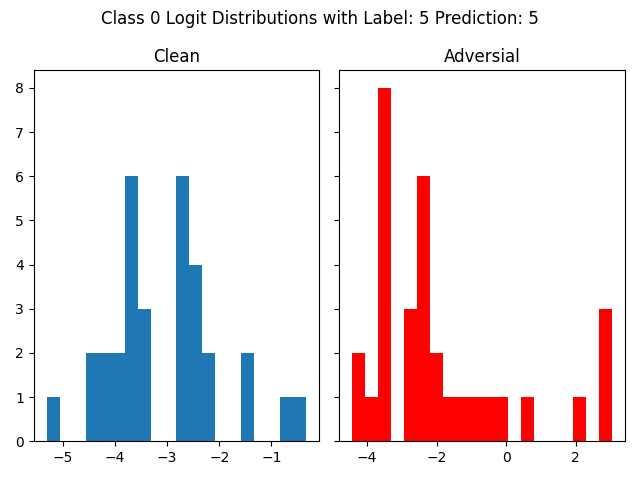 Class 0 Logit Distributions with Label: 5 Prediction: 5
Clean
Adversial
8
7
6
5
4
3
2
1
0
−5 −4 −3 −2 −1
−4 −2 0 2